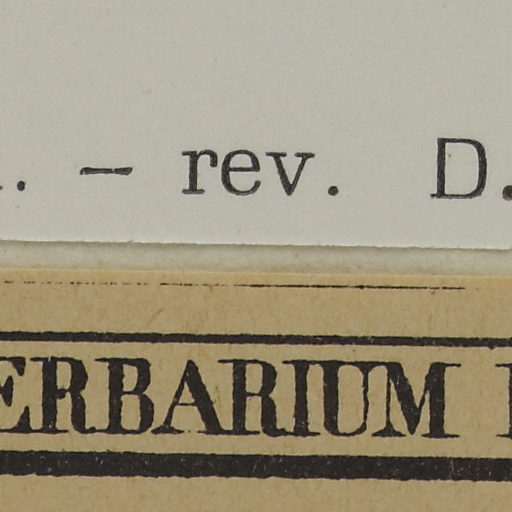 . – rev. D.
ERBARIUM